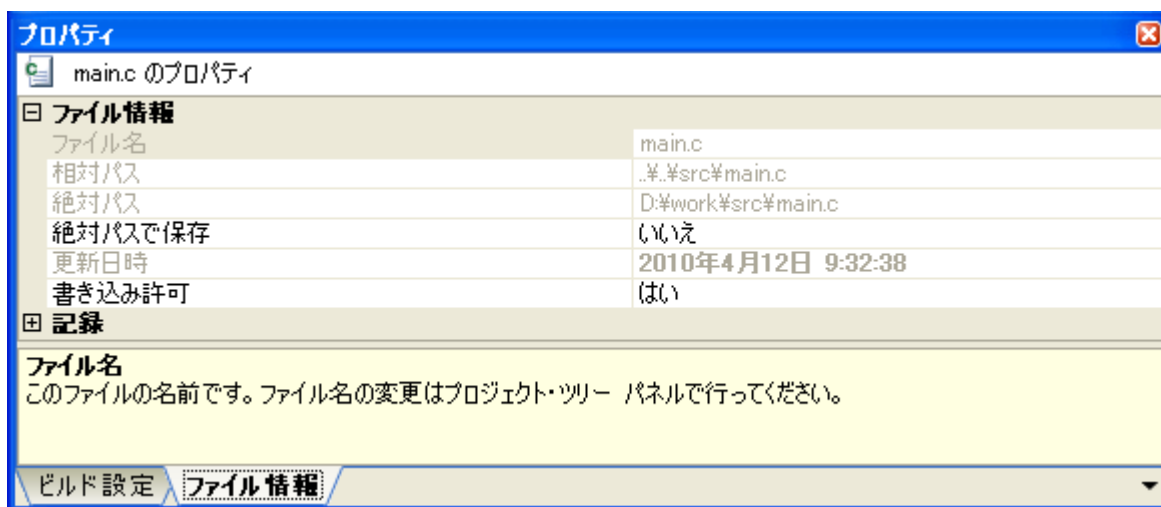 プロパティ
main.c のプロパティ
ファイル情報
ファイル名 main.c
相対パス ..¥..¥src¥main.c
絶対パス D:¥work¥src¥main.c
絶対パスで保存 いいえ
更新日時 2010年4月12日 9:32:38
書き込み許可 はい
記録
ファイル名
このファイルの名前です。ファイル名の変更はプロジェクト・ツリー パネルで行ってください。
ビルド設定 ファイル情報